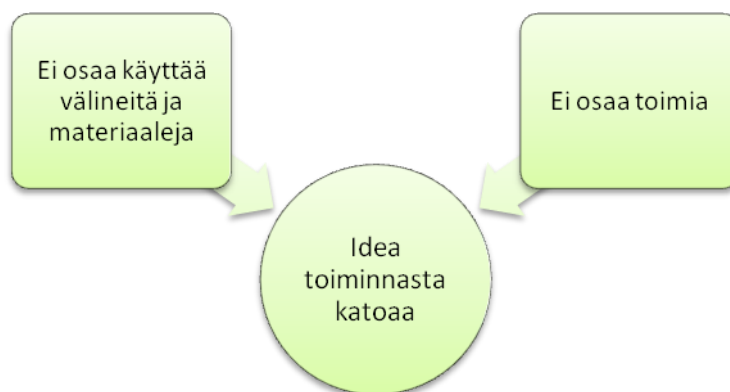 Ei osaa käyttää
välineitä ja
materiaaleja
Ei osaa toimia
Idea
toiminnasta
katoaa